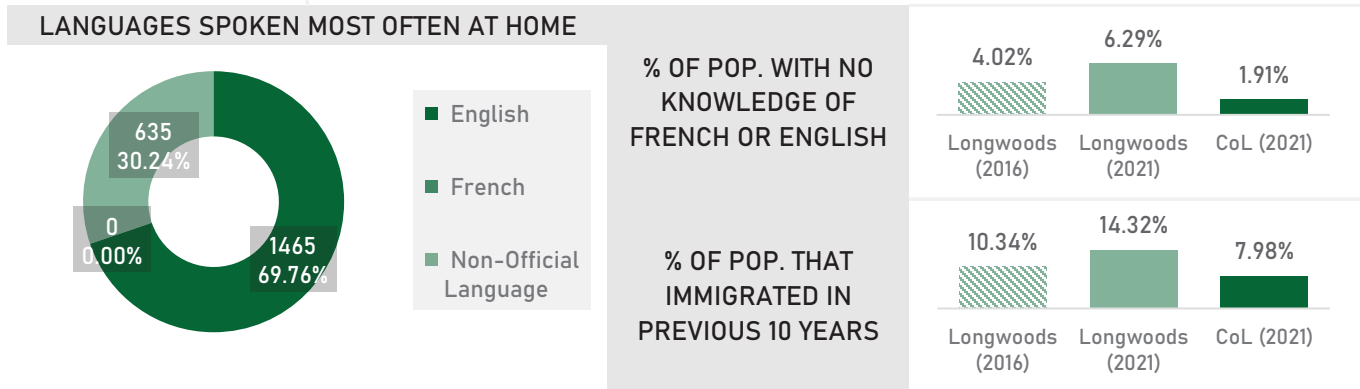 LANGUAGES SPOKEN MOST OFTEN AT HOME
635
30.24%
0
0.00%
1465
69.76%
English
French
Non-Official
Language
% OF POP. WITH NO
KNOWLEDGE OF
FRENCH OR ENGLISH
4.02%
6.29%
1.91%
Longwoods
(2016)
Longwoods
(2021)
CoL (2021)
% OF POP. THAT
IMMIGRATED IN
PREVIOUS 10 YEARS
10.34%
14.32%
7.98%
Longwoods
(2016)
Longwoods
(2021)
CoL (2021)